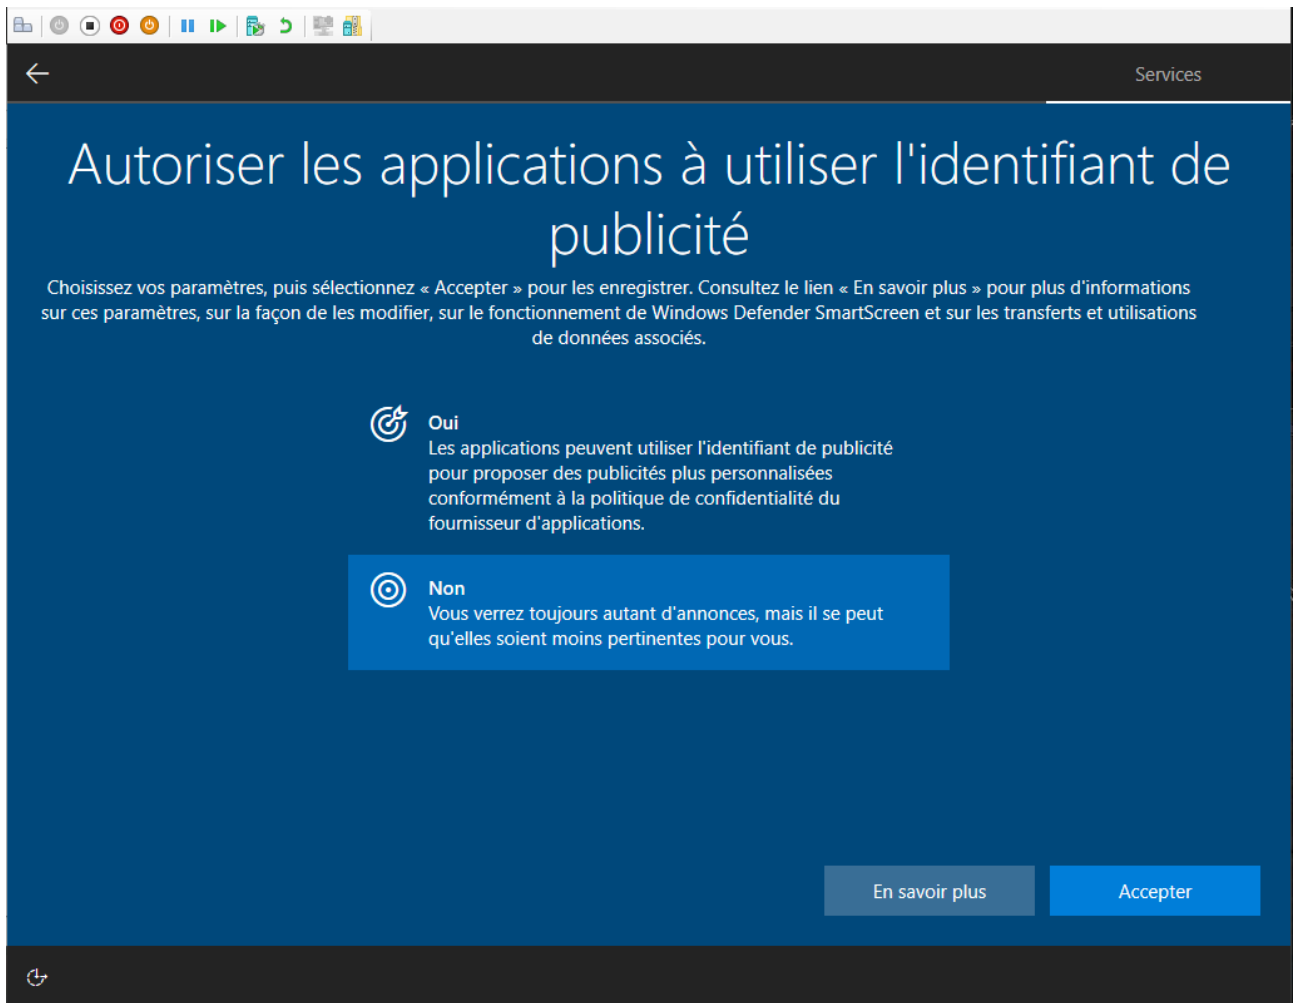 Services
Autoriser les applications à utiliser l'identifiant de
publicité
Choisissez vos paramètres, puis sélectionnez « Accepter » pour les enregistrer. Consultez le lien « En savoir plus » pour plus d'informations
sur ces paramètres, sur la façon de les modifier, sur le fonctionnement de Windows Defender SmartScreen et sur les transferts et utilisations
de données associés.
Oui
Les applications peuvent utiliser l'identifiant de publicité
pour proposer des publicités plus personnalisées
conformément à la politique de confidentialité du
fournisseur d'applications.
Non
Vous verrez toujours autant d'annonces, mais il se peut
qu'elles soient moins pertinentes pour vous.
En savoir plus
Accepter